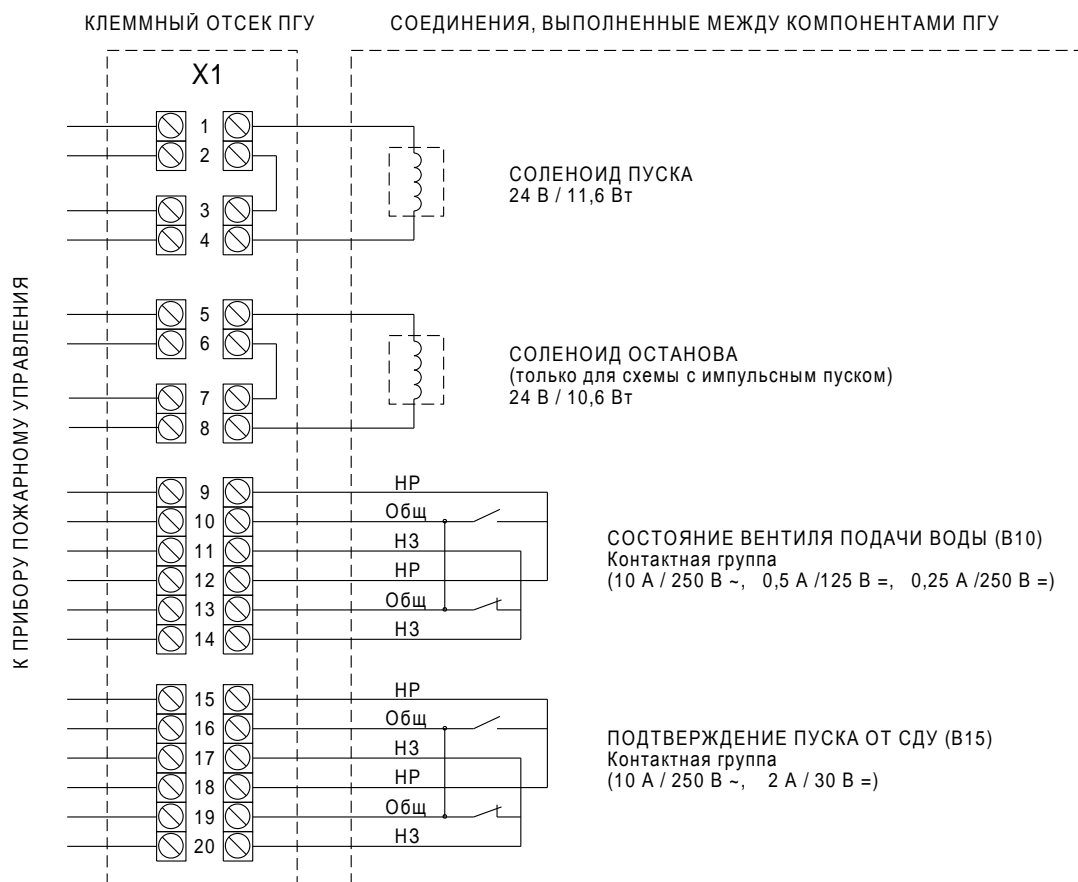 КЛЕММНЫЙ ОТСЕК ПГУ
СОЕДИНЕНИЯ, ВЫПОЛНЕННЫЕ МЕЖДУ КОМПОНЕНТАМИ ПГУ
X1
К ПРИБОРУ ПОЖАРНОМУ УПРАВЛЕНИЯ
1
2
3
4
СОЛЕНОИД ПУСКА
24 В / 11,6 Вт
5
6
7
8
СОЛЕНОИД ОСТАНОВА
(только для схемы с импульсным пуском)
24 В / 10,6 Вт
9 НР
10 Общ
11 НЗ
12 НР
13 Общ
14 НЗ
СОСТОЯНИЕ ВЕНТИЛЯ ПОДАЧИ ВОДЫ (В10)
Контактная группа
(10 А / 250 В ~, 0,5 А /125 В =, 0,25 А /250 В =)
15 НР
16 Общ
17 НЗ
18 НР
19 Общ
20 НЗ
ПОДТВЕРЖДЕНИЕ ПУСКА ОТ СДУ (В15)
Контактная группа
(10 А / 250 В ~, 2 А / 30 В =)